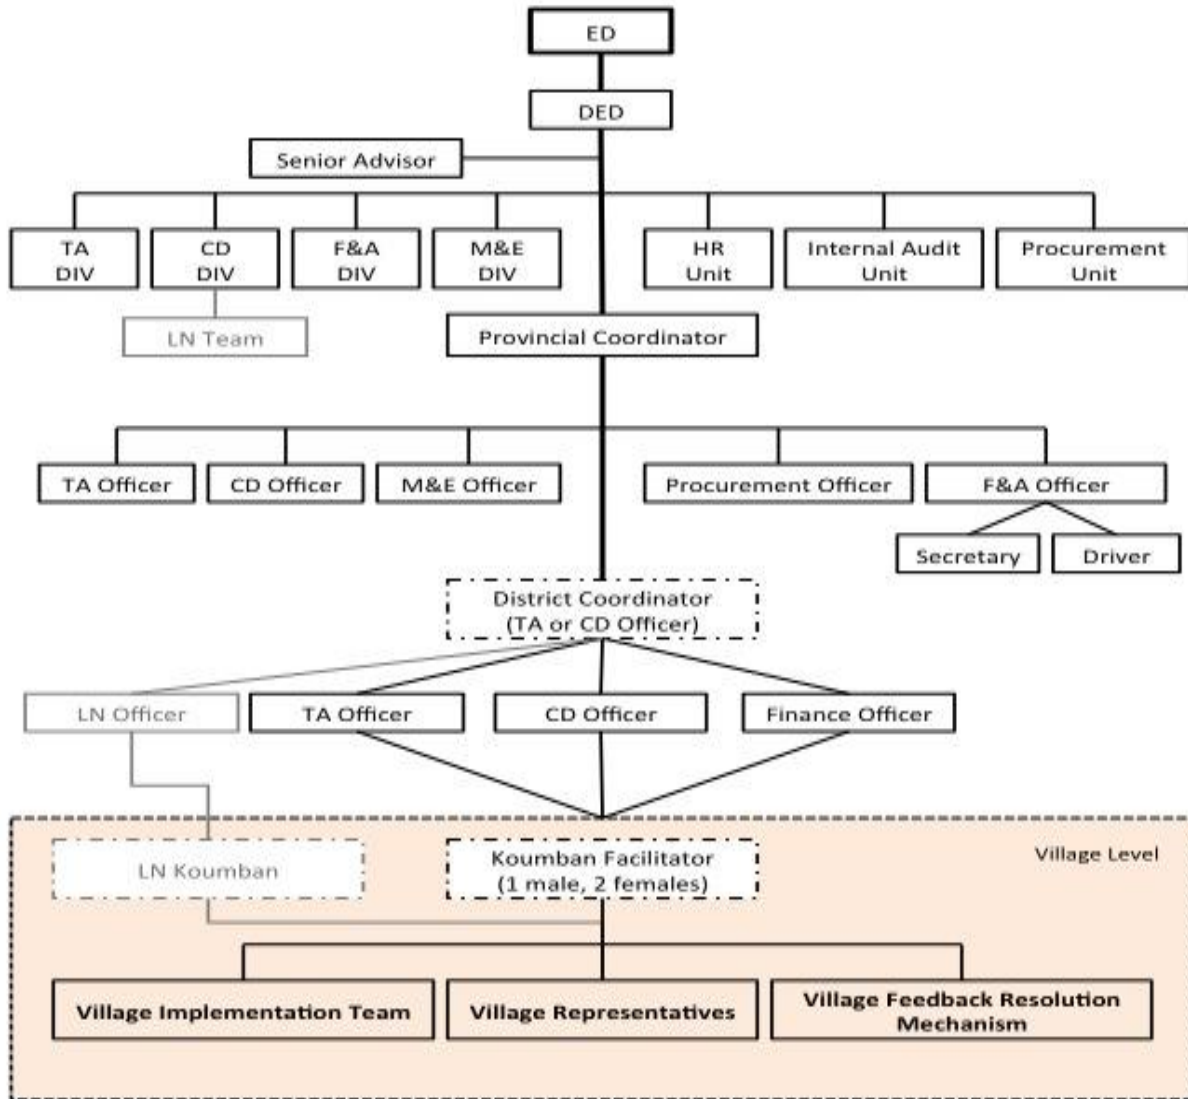 ED
DED
Senior Advisor
TA
DIV
CD
DIV
F&A
DIV
M&E
DIV
HR
Unit
Internal Audit
Unit
Procurement
Unit
LN Team
Provincial Coordinator
TA Officer
CD Officer
M&E Officer
Procurement Officer
F&A Officer
Secretary
Driver
District Coordinator
(TA or CD Officer)
LN Officer
TA Officer
CD Officer
Finance Officer
Village Level
LN Koumban
Koumban Facilitator
(1 male, 2 females)
Village Implementation Team
Village Representatives
Village Feedback Resolution
Mechanism